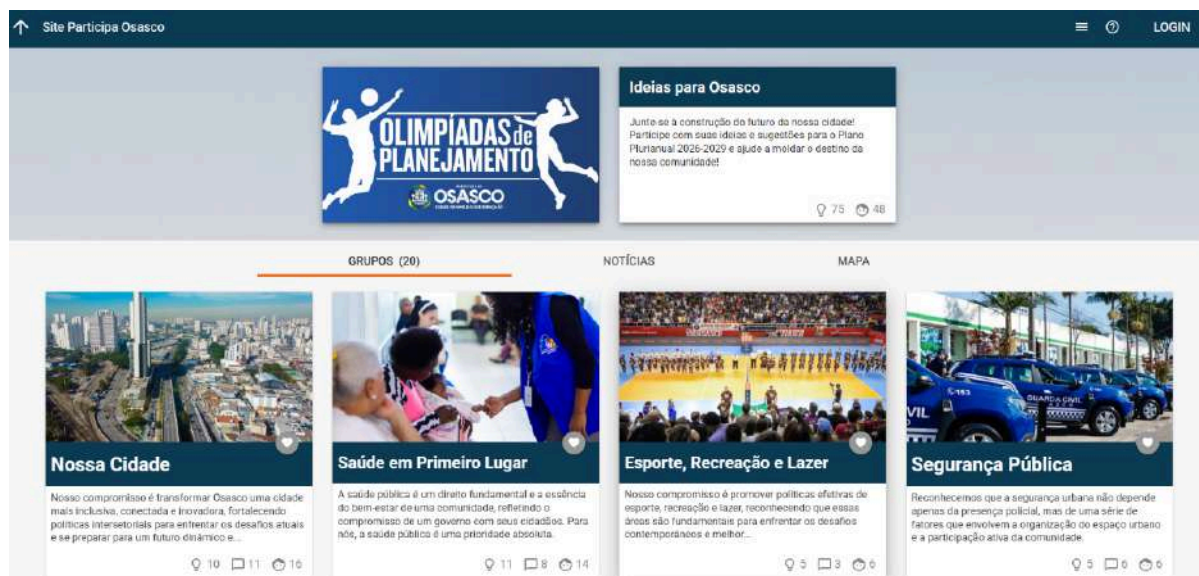 Site Participa Osasco
LOGIN
OLIMPÍADAS de
PLANEJAMENTO
OSASCO
Ideias para Osasco
Junte-se à construção do futuro da nossa cidade!
Participe com suas ideias e sugestões para o Plano
Plurianual 2026-2029 e ajude a moldar o destino da
nossa comunidade!
75 48
GRUPOS (20)
NOTÍCIAS
MAPA
Nossa Cidade
Nosso compromisso é transformar Osasco uma cidade
mais inclusiva, conectada e inovadora, fortalecendo
políticas intersetoriais para enfrentar os desafios atuais
e se preparar para um futuro dinâmico e...
10 11 16
Saúde em Primeiro Lugar
A saúde pública é um direito fundamental e a essência
do bem-estar de uma comunidade, refletindo o
compromisso de um governo com seus cidadãos. Para
nós, a saúde pública é uma prioridade absoluta.
11 8 14
Esporte, Recreação e Lazer
Nosso compromisso é promover políticas efetivas de
esporte, recreação e lazer, reconhecendo que essas
áreas são fundamentais para enfrentar os desafios
contemporâneos e melhor...
5 3 6
VIL
GUARDA CIVIL
Segurança Pública
Reconhecemos que a segurança urbana não depende
apenas da presença policial, mas de uma série de
fatores que envolvem a organização do espaço urbano
e a participação ativa da comunidade.
5 6 6